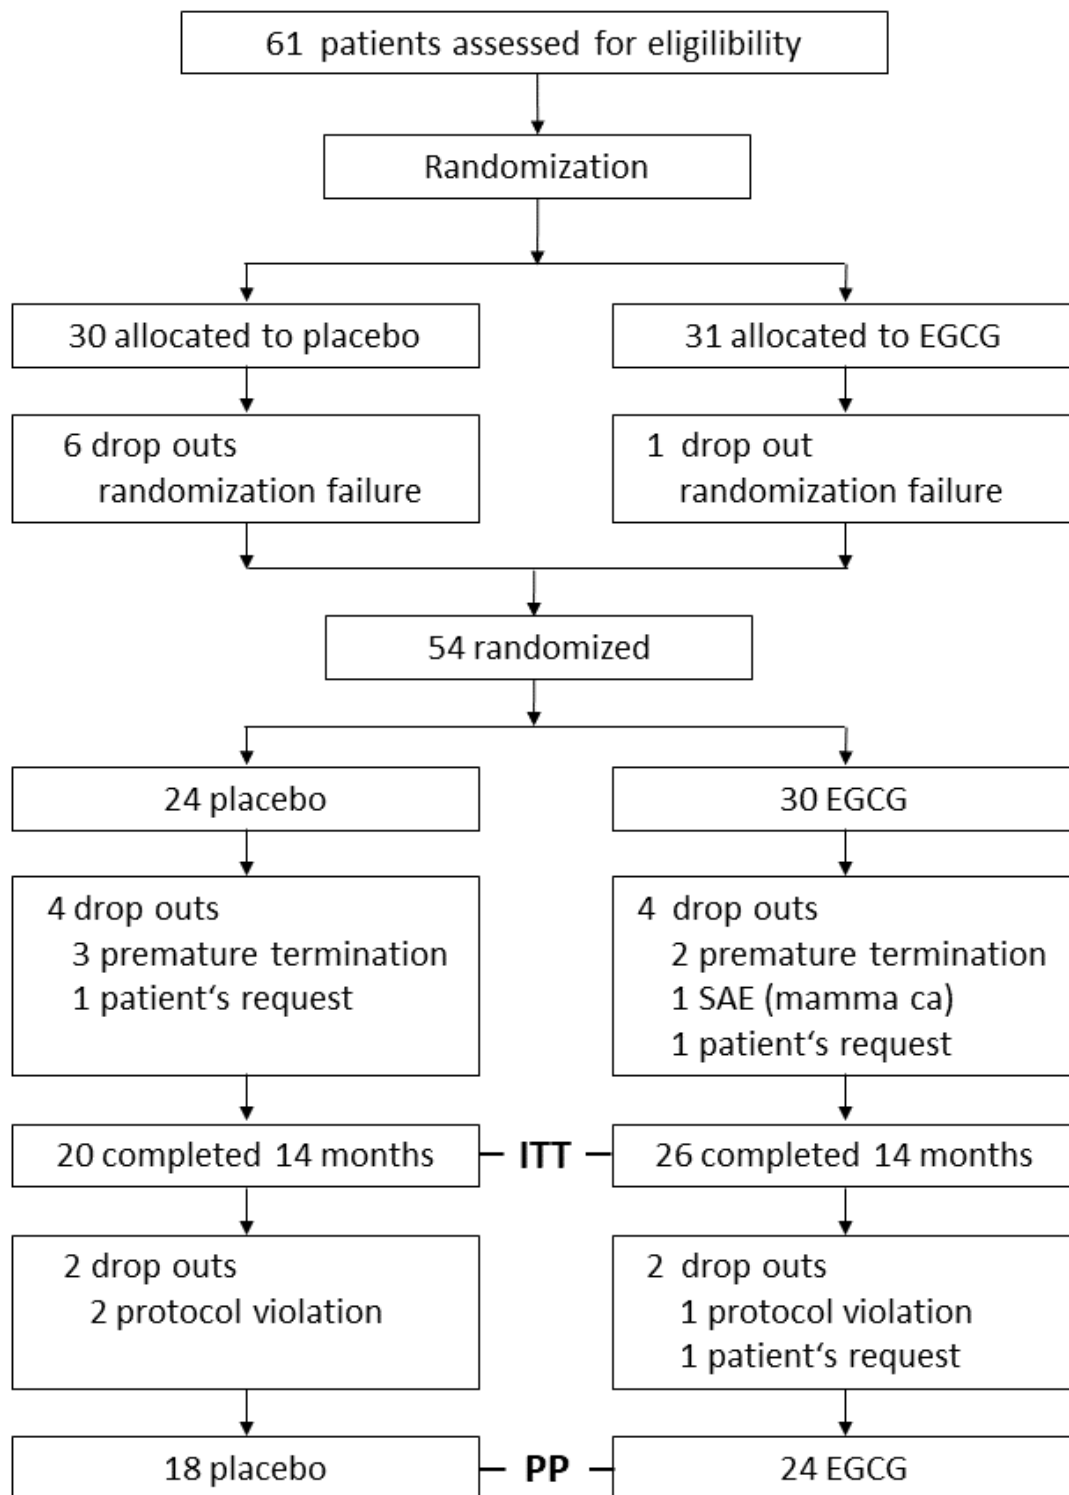 61 patients assessed for eligilibility
Randomization
30 allocated to placebo
31 allocated to EGCG
6 drop outs
randomization failure
1 drop out
randomization failure
54 randomized
24 placebo
30 EGCG
4 drop outs
3 premature termination
1 patient‘s request
4 drop outs
2 premature termination
1 SAE (mamma ca)
1 patient‘s request
20 completed 14 months
ITT
26 completed 14 months
2 drop outs
2 protocol violation
2 drop outs
1 protocol violation
1 patient‘s request
18 placebo
PP
24 EGCG